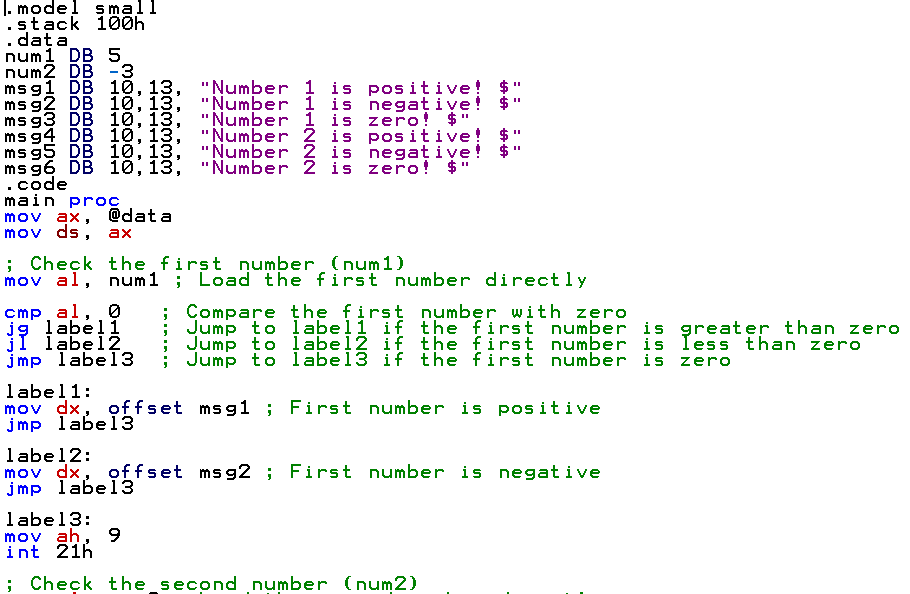 .model small
.stack 100h
.data
num1 DB 5
num2 DB -3
msg1 DB 10,13, "Number 1 is positive! $"
msg2 DB 10,13, "Number 1 is negative! $"
msg3 DB 10,13, "Number 1 is zero! $"
msg4 DB 10,13, "Number 2 is positive! $"
msg5 DB 10,13, "Number 2 is negative! $"
msg6 DB 10,13, "Number 2 is zero! $"
.code
main proc
mov ax, @data
mov ds, ax
; Check the first number (num1)
mov al, num1 ; Load the first number directly
cmp al, 0 ; Compare the first number with zero
jg label1 ; Jump to label1 if the first number is greater than zero
jl label2 ; Jump to label2 if the first number is less than zero
jmp label3 ; Jump to label3 if the first number is zero
label1:
mov dx, offset msg1 ; First number is positive
jmp label3
label2:
mov dx, offset msg2 ; First number is negative
jmp label3
label3:
mov ah, 9
int 21h
; Check the second number (num2)